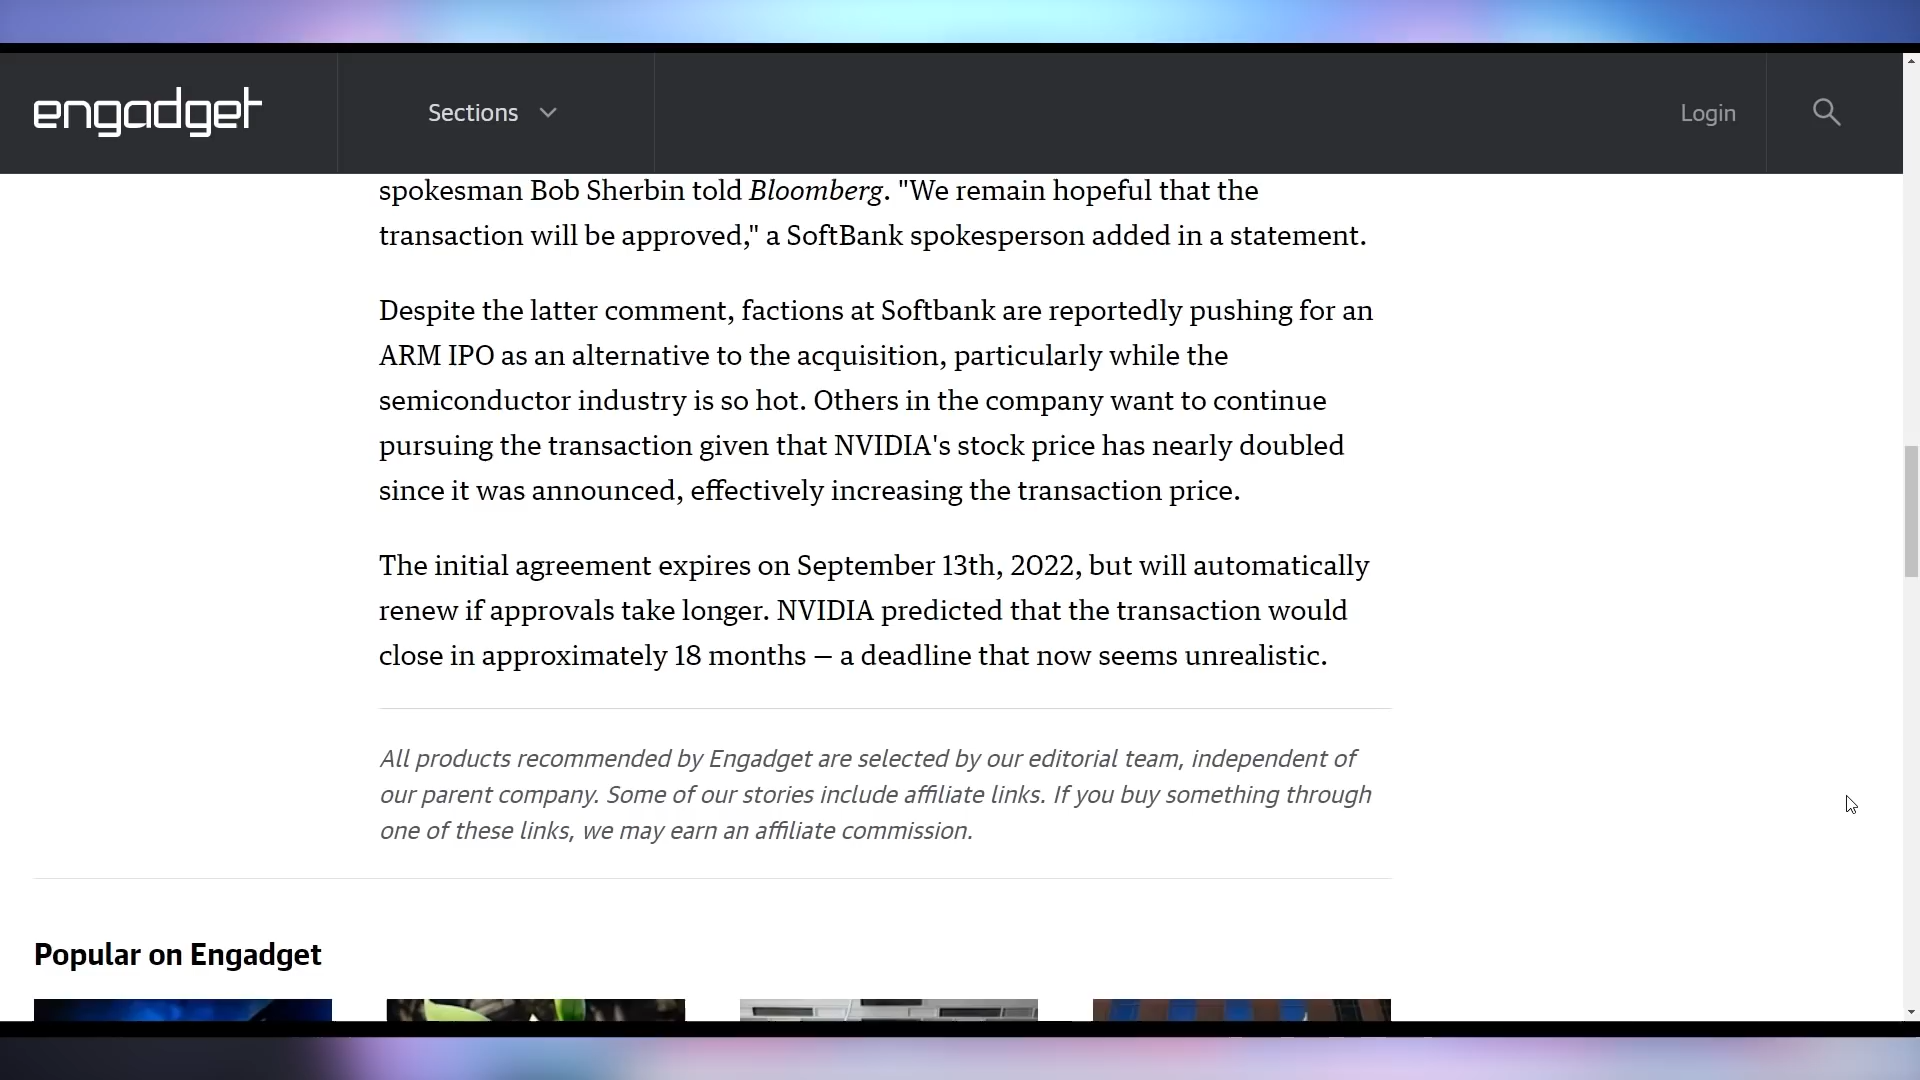 engadget
Sections
Login
spokesman Bob Sherbin told Bloomberg. "We remain hopeful that the
transaction will be approved," a SoftBank spokesperson added in a statement.
Despite the latter comment, factions at Softbank are reportedly pushing for an
ARM IPO as an alternative to the acquisition, particularly while the
semiconductor industry is so hot. Others in the company want to continue
pursuing the transaction given that NVIDIA's stock price has nearly doubled
since it was announced, effectively increasing the transaction price.
The initial agreement expires on September 13th, 2022, but will automatically
renew if approvals take longer. NVIDIA predicted that the transaction would
close in approximately 18 months — a deadline that now seems unrealistic.
All products recommended by Engadget are selected by our editorial team, independent of
our parent company. Some of our stories include affiliate links. If you buy something through
one of these links, we may earn an affiliate commission.
Popular on Engadget